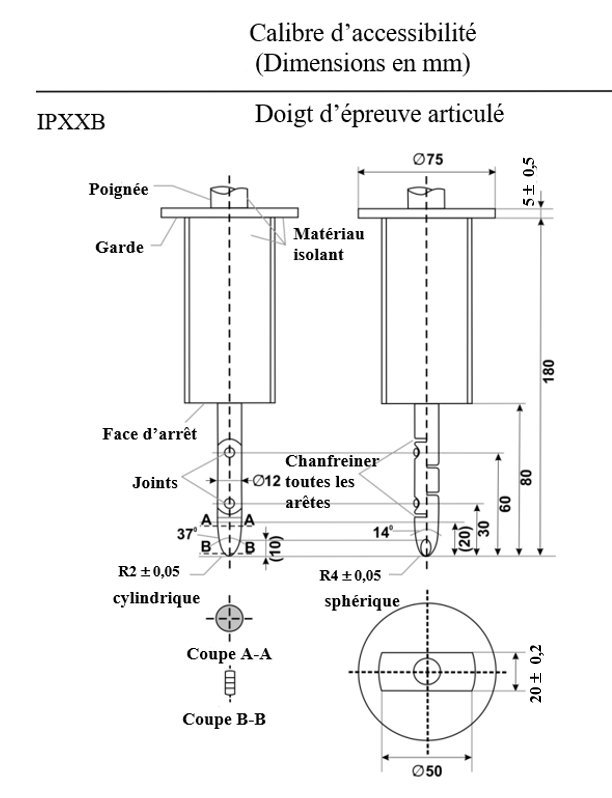 Calibre d'accessibilité
(Dimensions en mm)
IPXXB
Doigt d'épreuve articulé
Ø75
5 ± 0,5
Poignée
Garde
Matériau
isolant
180
Face d'arrêt
Joints
Ø12
Chanfreiner
toutes les
arêtes
80
60
30
(20)
A A
37⁰
14⁰
B B
(10)
R2 ± 0,05
cylindrique
R4 ± 0,05
sphérique
Coupe A-A
Coupe B-B
20 ± 0,2
Ø50